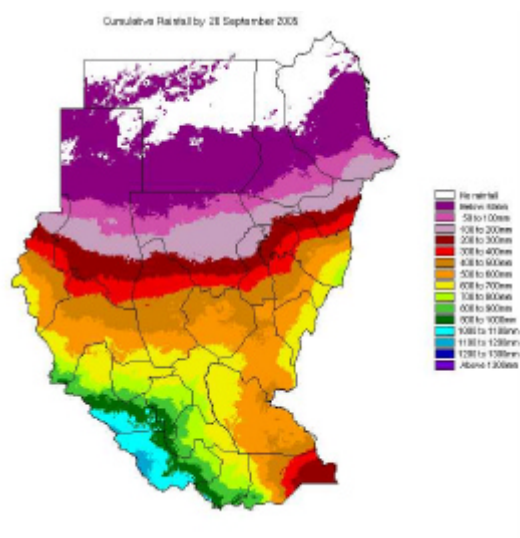 Cumulative Rainfall by 20 September 2005
No rainfall
Below 50mm
50 to 100mm
100 to 200mm
200 to 300mm
300 to 400mm
400 to 500mm
500 to 600mm
600 to 700mm
700 to 800mm
800 to 900mm
900 to 1000mm
1000 to 1100mm
1100 to 1200mm
1200 to 1300mm
Above 1300mm